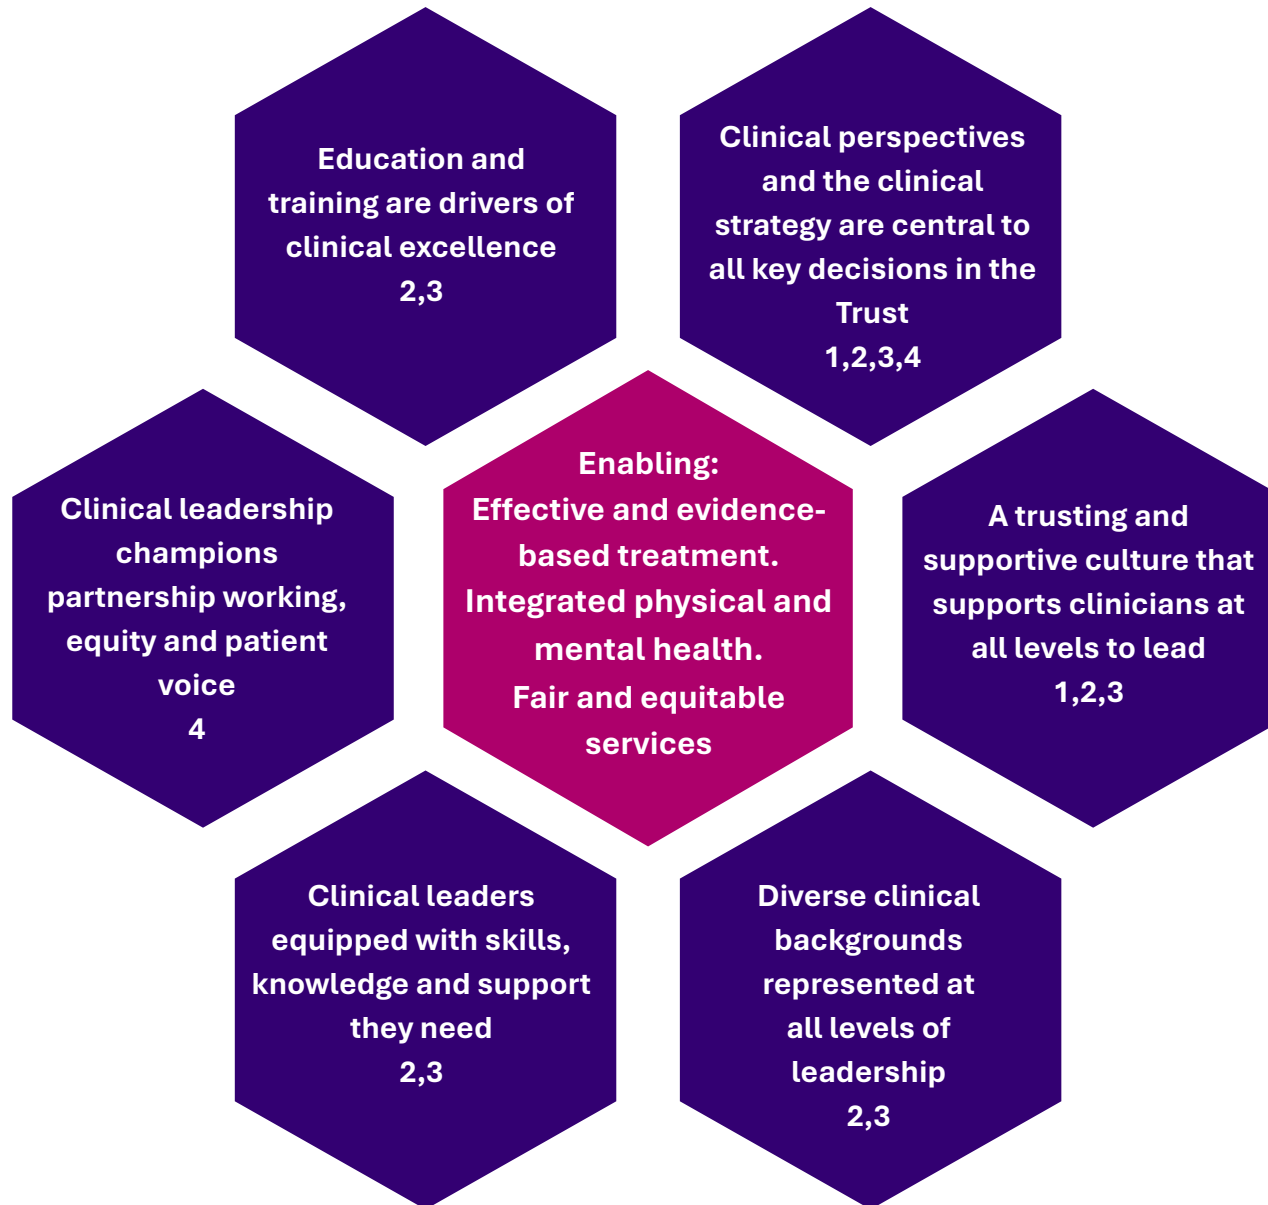 Education and
training are drivers of
clinical excellence
2,3
Clinical perspectives
and the clinical
strategy are central to
all key decisions in the
Trust
1,2,3,4
Clinical leadership
champions
partnership working,
equity and patient
voice
4
Enabling:
Effective and evidence-
based treatment.
Integrated physical and
mental health.
Fair and equitable
services
A trusting and
supportive culture that
supports clinicians at
all levels to lead
1,2,3
Clinical leaders
equipped with skills,
knowledge and support
they need
2,3
Diverse clinical
backgrounds
represented at
all levels of
leadership
2,3